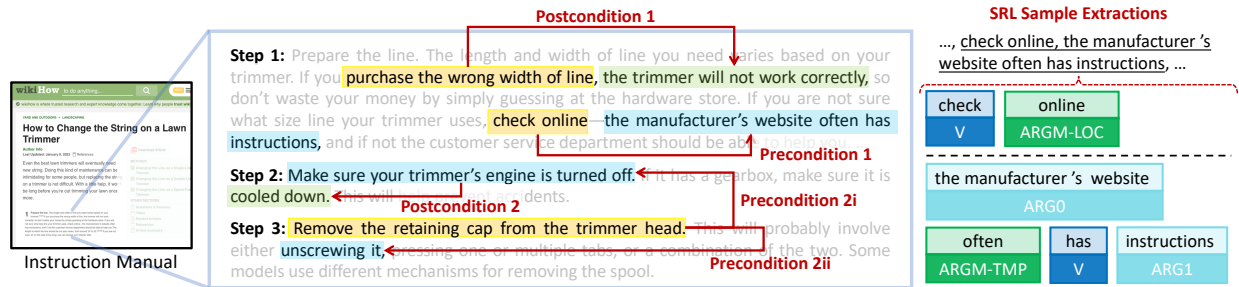 wikiHow to do anything...
How to Change the String on a Lawn
Trimmer
Instruction Manual
Postcondition 1
Step 1: Prepare the line. The length and width of line you need varies based on your
trimmer. If you purchase the wrong width of line, the trimmer will not work correctly, so
don't waste your money by simply guessing at the hardware store. If you are not sure
what size line your trimmer uses, check online—the manufacturer's website often has
instructions, and if not the customer service department should be able to help you.
Precondition 1
Step 2: Make sure your trimmer's engine is turned off. If it has a gearbox, make sure it is
cooled down. This will
Postcondition 2
Precondition 2i
Step 3: Remove the retaining cap from the trimmer head. This will probably involve
either unscrewing it, pressing one or multiple tabs, or a combination of the two. Some
Precondition 2ii
models use different mechanisms for removing the spool.
SRL Sample Extractions
…, check online, the manufacturer 's
website often has instructions, …
check online
V ARGM-LOC
the manufacturer 's website
ARG0
often has instructions
ARGM-TMP V ARG1